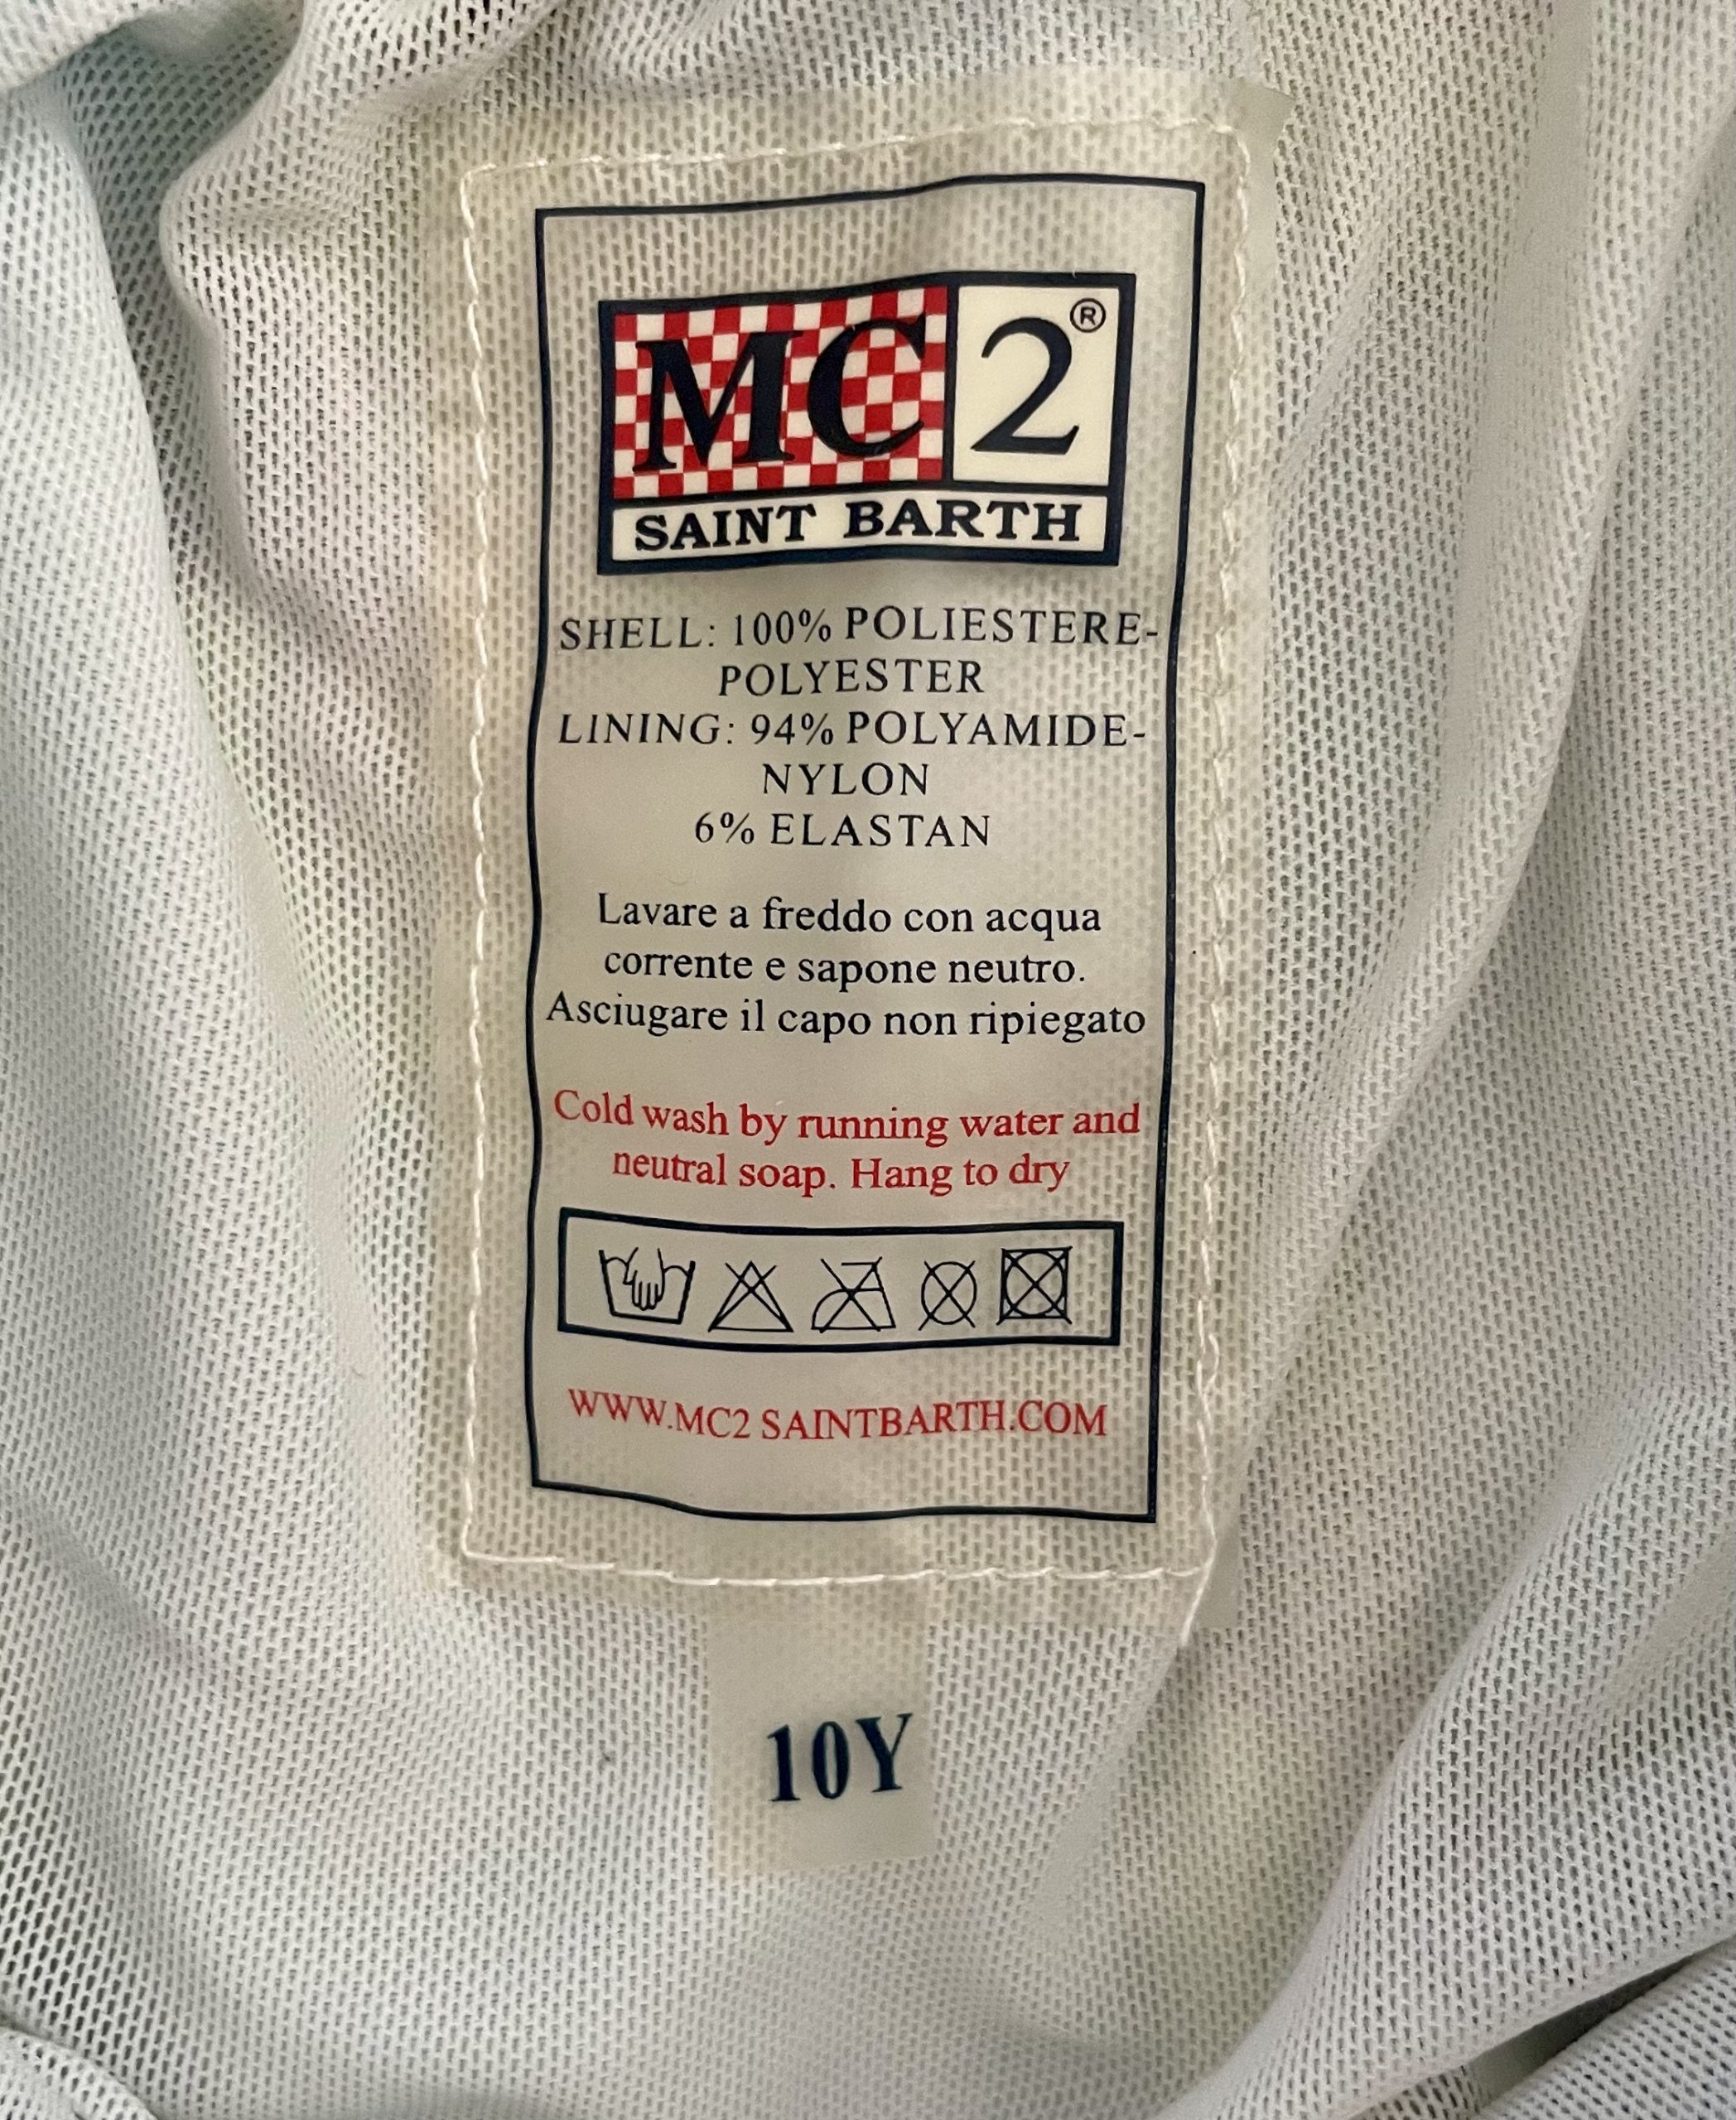 MC2®
SAINT BARTH
SHELL: 100% POLIESTERE-
POLYESTER
LINING: 94% POLYAMIDE-
NYLON
6% ELASTAN
Lavare a freddo con acqua
corrente e sapone neutro.
Asciugare il capo non ripiegato
Cold wash by running water and
neutral soap. Hang to dry
WWW.MC2 SAINTBARTH.COM
10Y